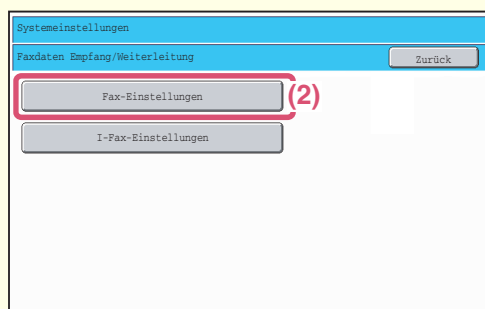 Systemeinstellungen
Faxdaten Empfang/Weiterleitung
Zurück
Fax-Einstellungen
(2)
I-Fax-Einstellungen